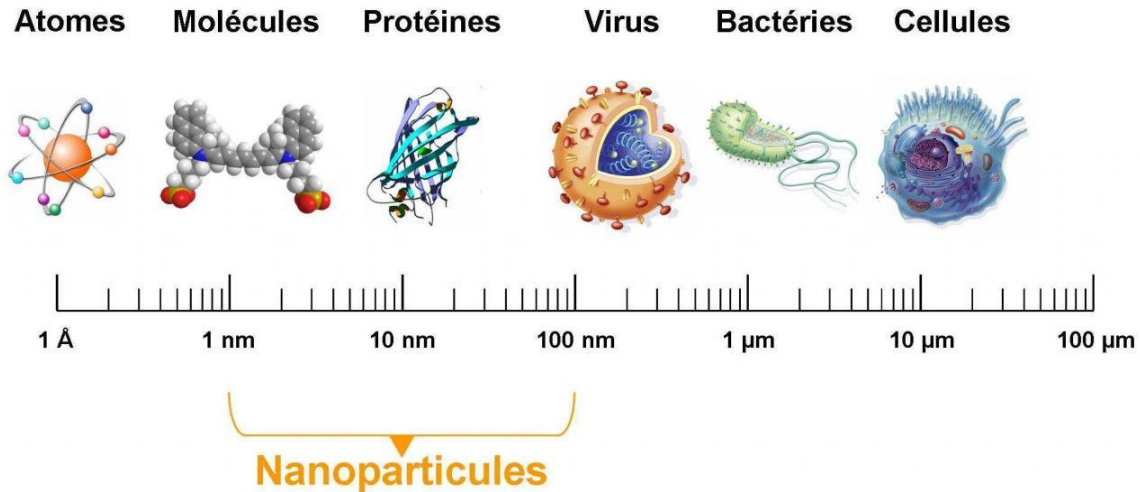 Atomes Molécules Protéines Virus Bactéries Cellules
1 Å 1 nm 10 nm 100 nm 1 µm 10 µm 100 µm
Nanoparticules